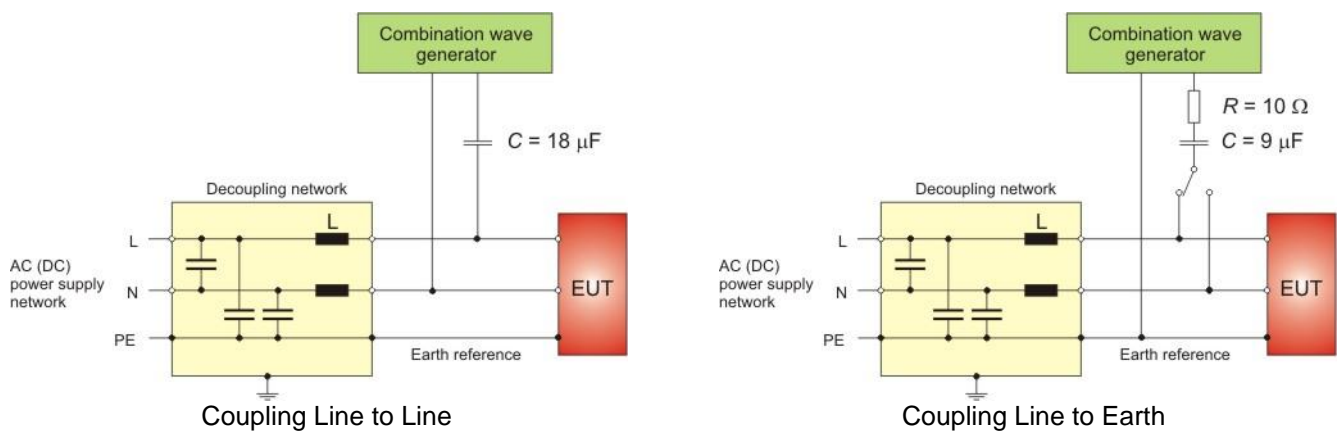 Combination wave
generator
C = 18 μF
Decoupling network
L
L
AC (DC)
power supply
network
N
EUT
PE
Earth reference
Coupling Line to Line
Combination wave
generator
R = 10 Ω
C = 9 μF
Decoupling network
L
L
AC (DC)
power supply
network
N
EUT
PE
Earth reference
Coupling Line to Earth